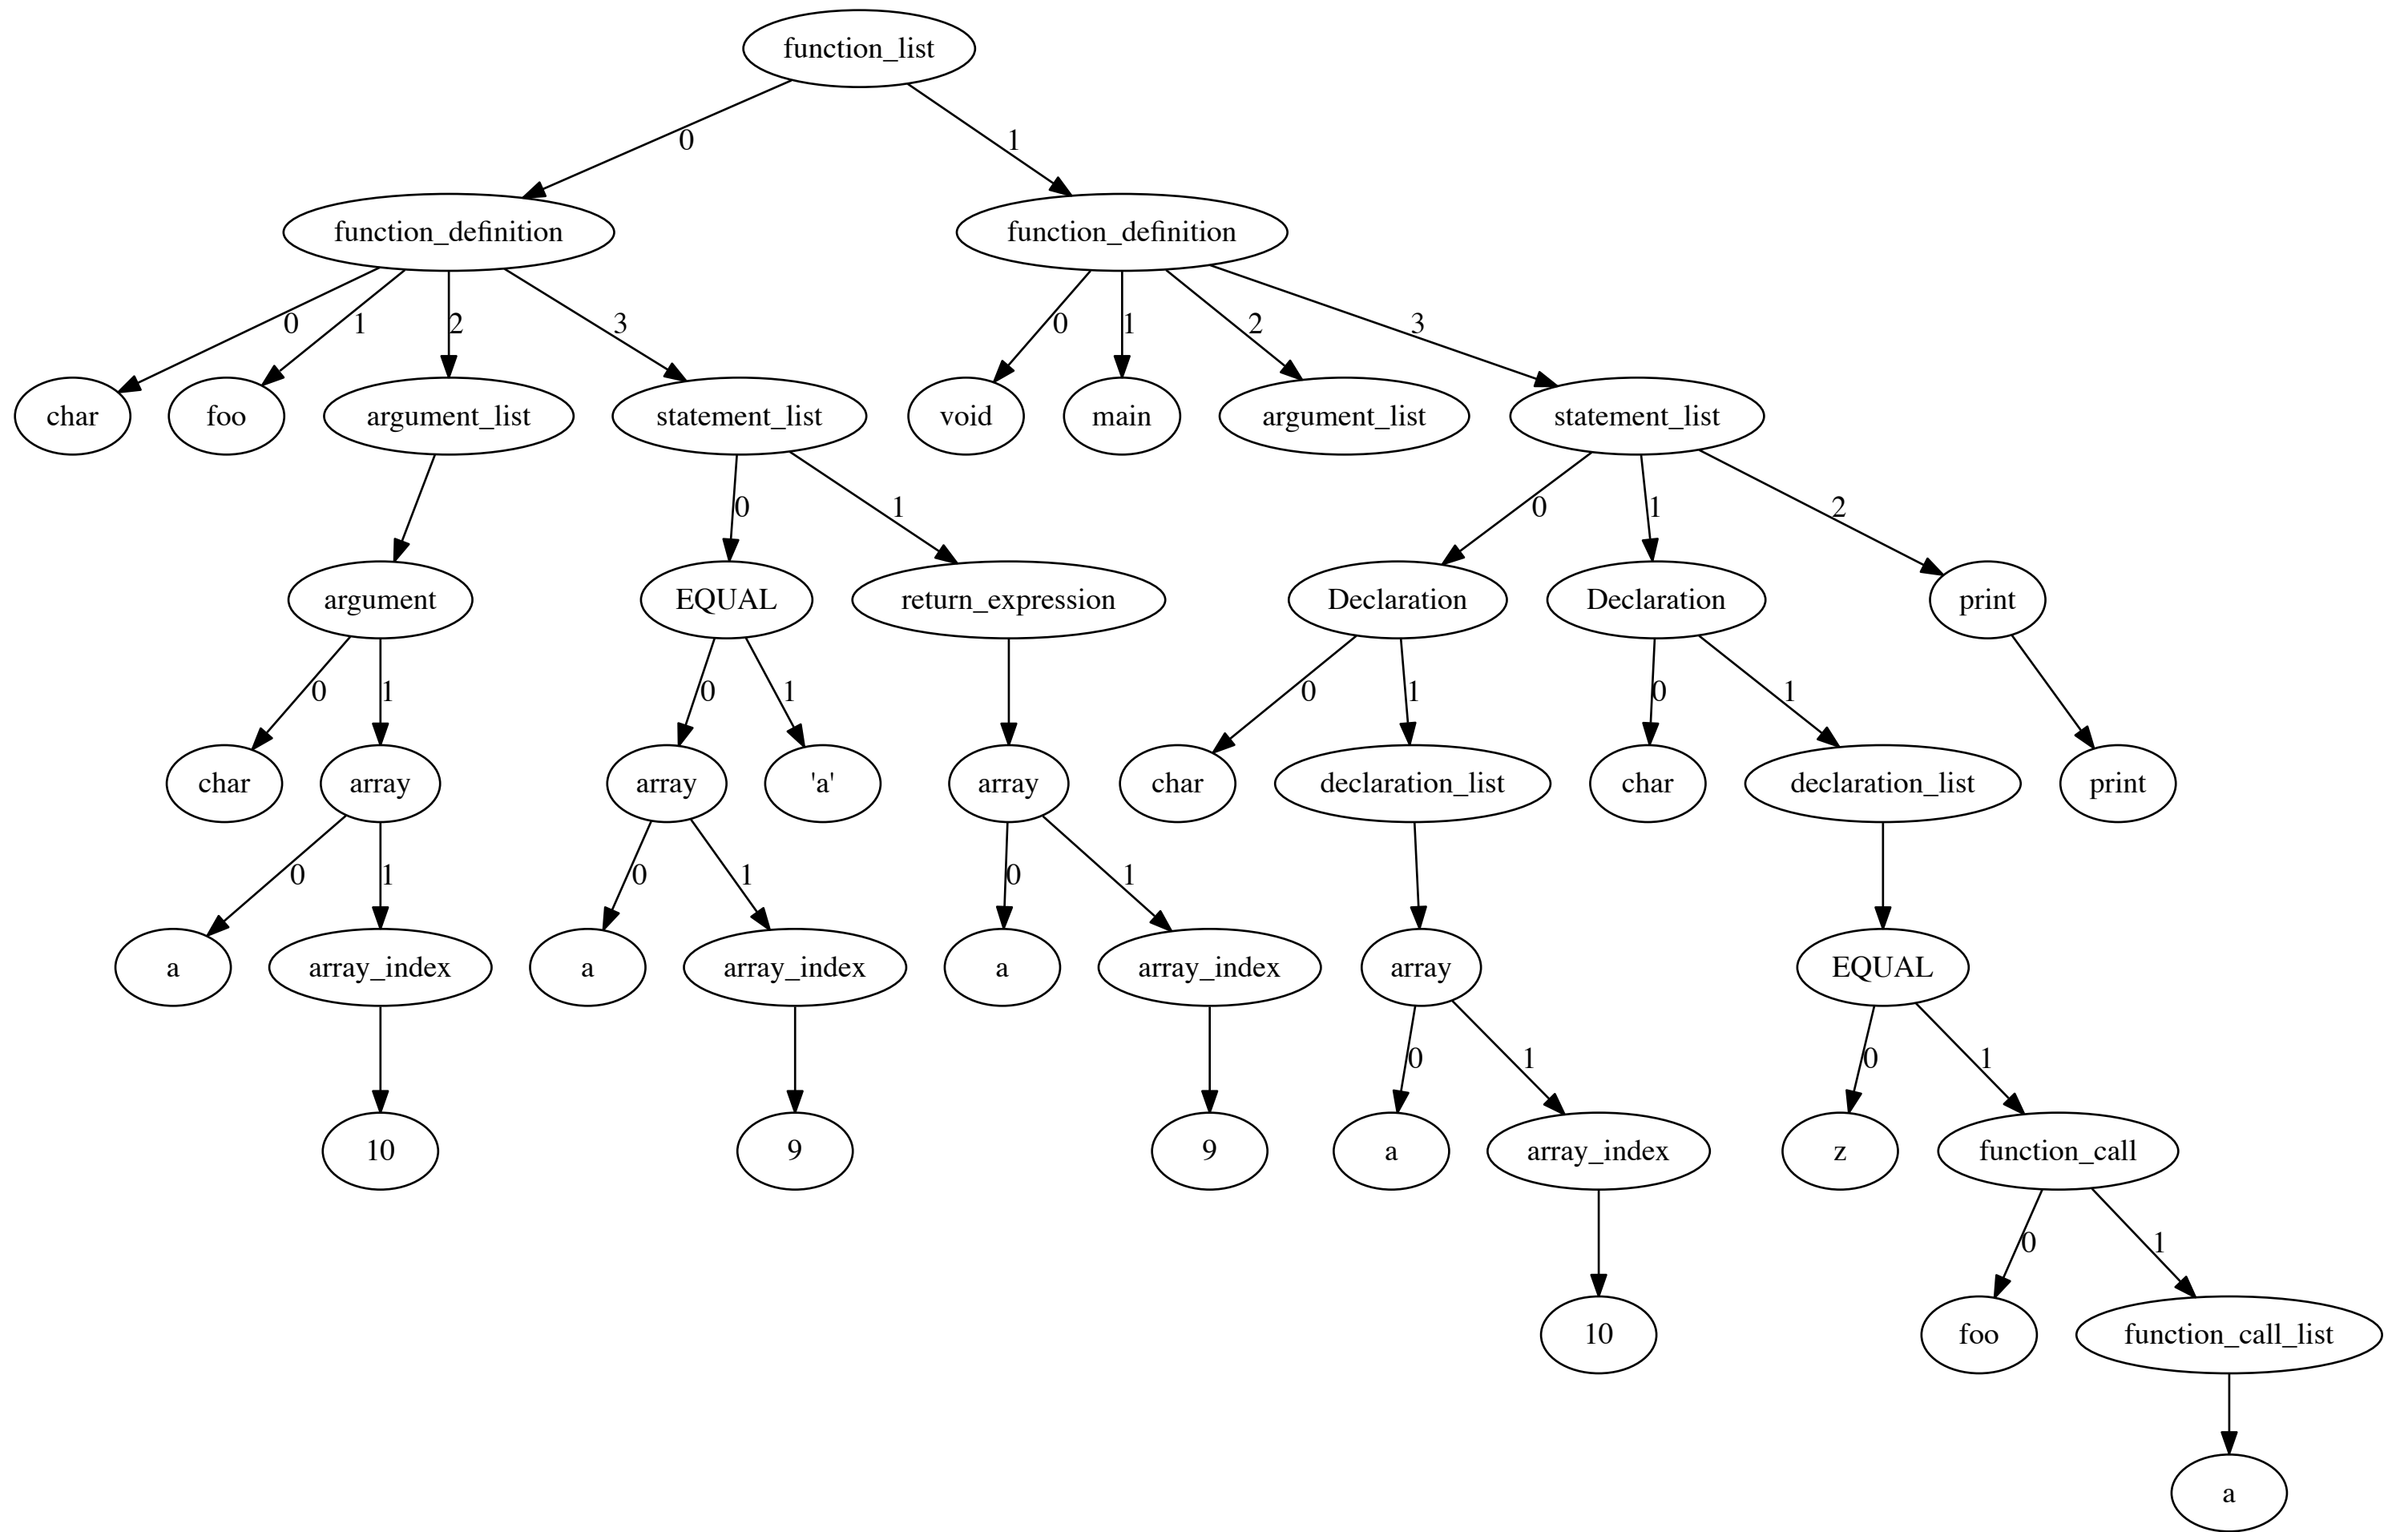 function_list
0 1
function_definition function_definition
0 1 2 3 0 1 2 3
char foo argument_list statement_list void main argument_list statement_list
0 1 0 1 2
argument EQUAL return_expression Declaration Declaration print
0 1 0 1 0 1 0 1
char array array 'a' array char declaration_list char declaration_list print
0 1 0 1 0 1
a array_index a array_index a array_index array EQUAL
0 1 0 1
10 9 9 a array_index z function_call
0 1
10 foo function_call_list
a